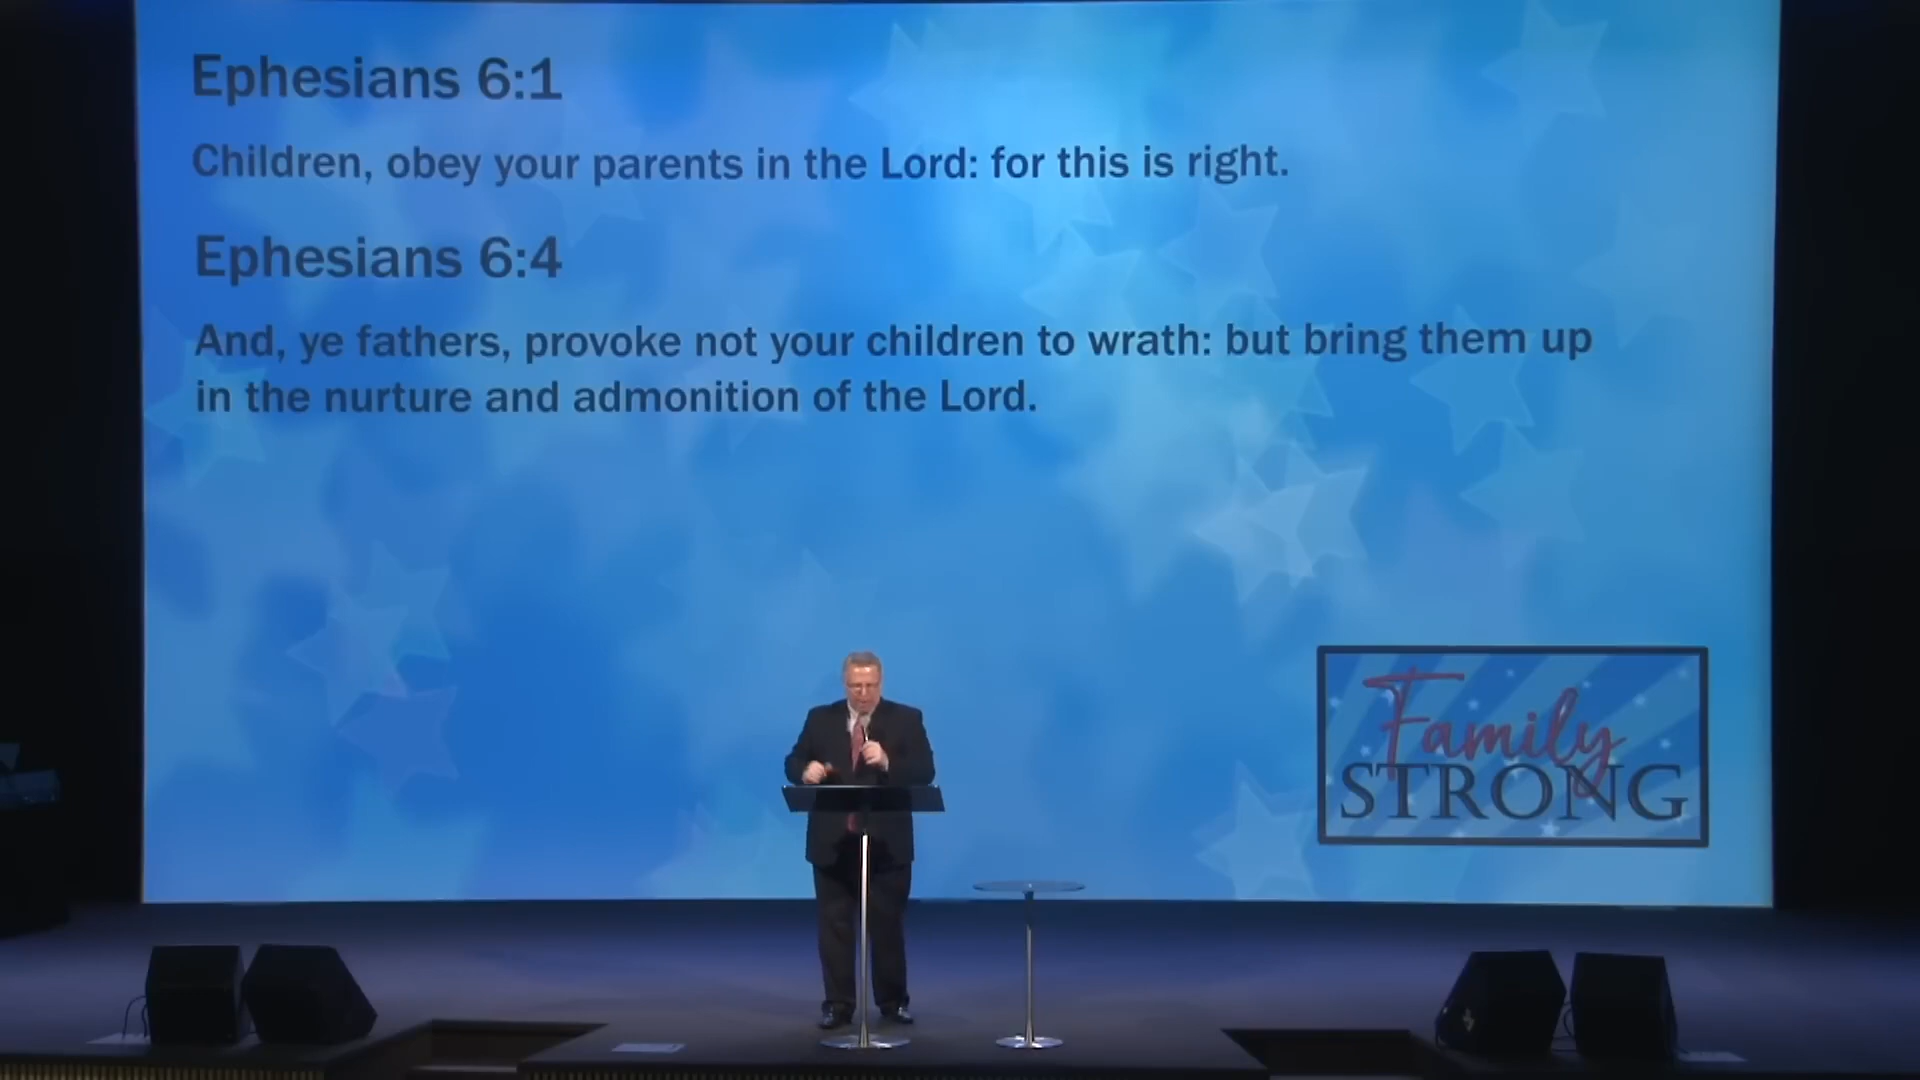 Ephesians 6:1
Children, obey your parents in the Lord: for this is right.
Ephesians 6:4
And, ye fathers, provoke not your children to wrath: but bring them up
in the nurture and admonition of the Lord.
Family
STRONG